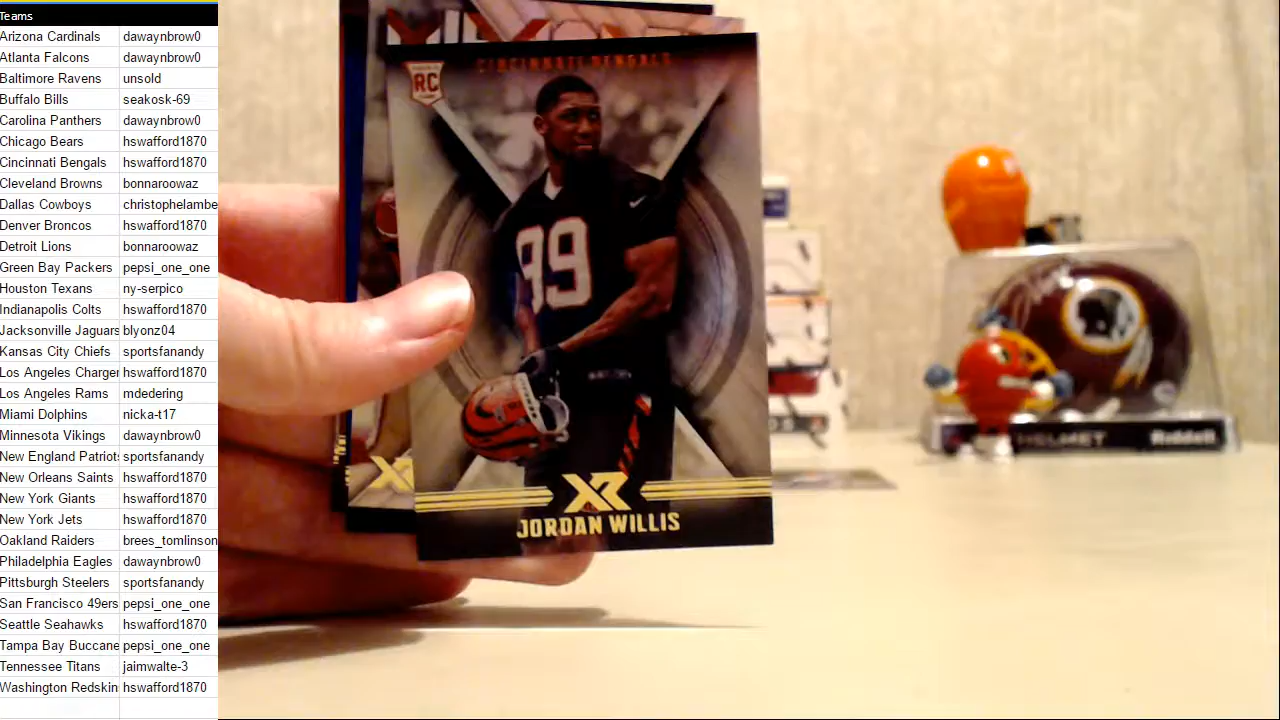 Teams
Arizona Cardinals dawaynbrow0
Atlanta Falcons dawaynbrow0
Baltimore Ravens unsold
Buffalo Bills seakosk-69
Carolina Panthers dawaynbrow0
Chicago Bears hswafford1870
Cincinnati Bengals hswafford1870
Cleveland Browns bonnaroowaz
Dallas Cowboys christophelambe
Denver Broncos hswafford1870
Detroit Lions bonnaroowaz
Green Bay Packers pepsi_one_one
Houston Texans ny-serpico
Indianapolis Colts hswafford1870
Jacksonville Jaguars blyonz04
Kansas City Chiefs sportsfanandy
Los Angeles Charger hswafford1870
Los Angeles Rams mdedering
Miami Dolphins nicka-t17
Minnesota Vikings dawaynbrow0
New England Patriots sportsfanandy
New Orleans Saints hswafford1870
New York Giants hswafford1870
New York Jets hswafford1870
Oakland Raiders brees_tomlinson
Philadelphia Eagles dawaynbrow0
Pittsburgh Steelers sportsfanandy
San Francisco 49ers pepsi_one_one
Seattle Seahawks hswafford1870
Tampa Bay Buccane pepsi_one_one
Tennessee Titans jaimwalte-3
Washington Redskin hswafford1870
CINCINNATI BENGALS
RC
99
XR
JORDAN WILLIS
HELMET Riddell